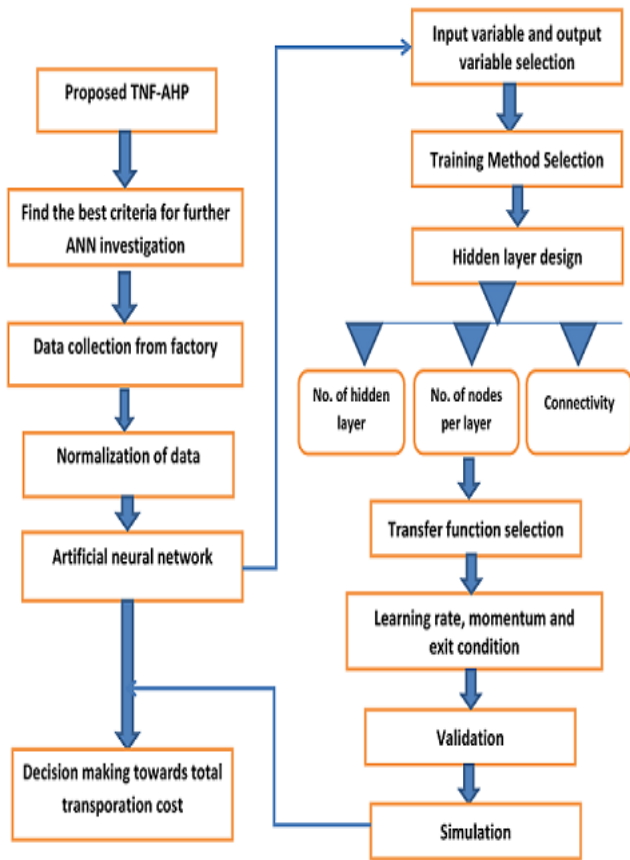 Proposed TNF-AHP
Find the best criteria for further
ANN investigation
Data collection from factory
Normalization of data
Artificial neural network
Decision making towards total
transporation cost
Input variable and output
variable selection
Training Method Selection
Hidden layer design
No. of hidden
layer
No. of nodes
per layer
Connectivity
Transfer function selection
Learning rate, momentum and
exit condition
Validation
Simulation